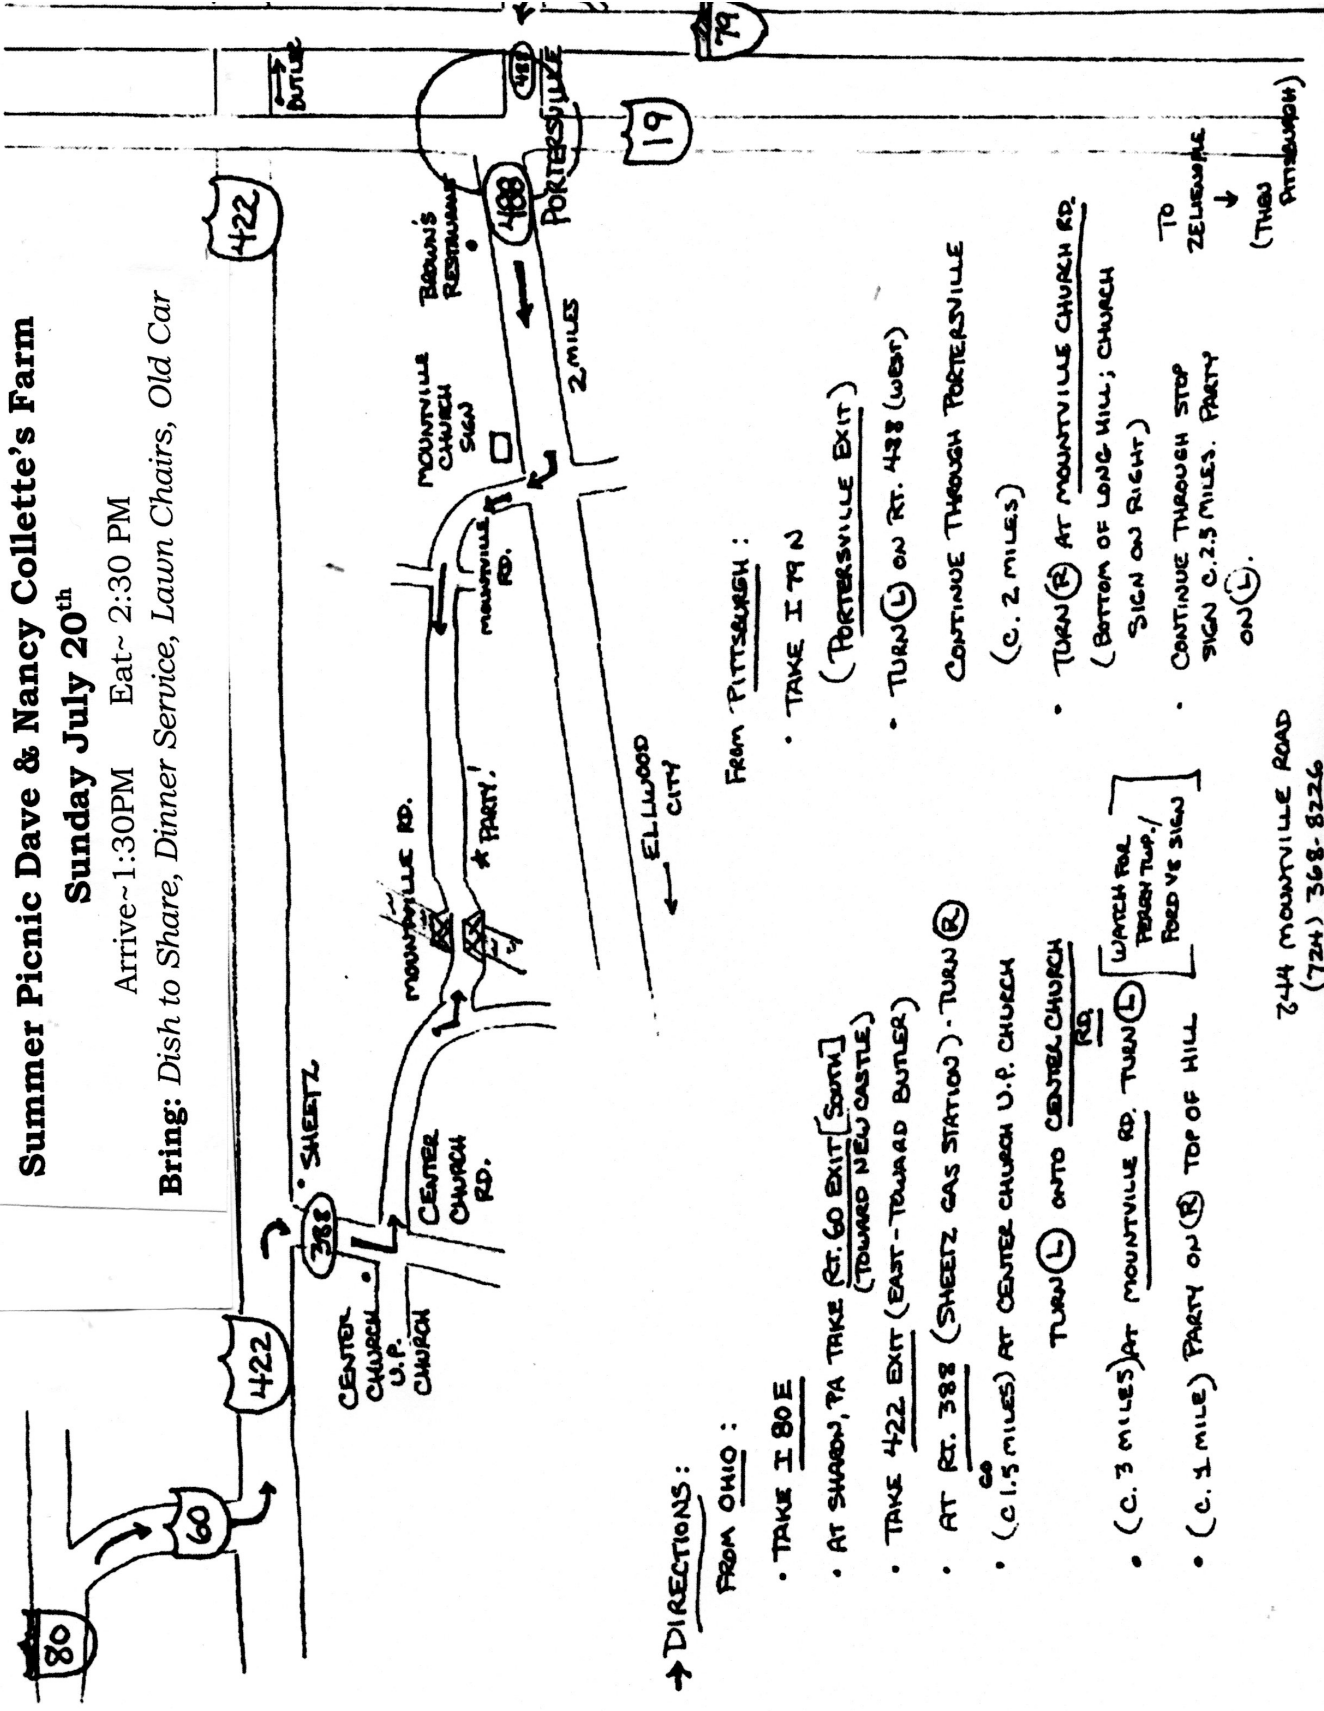 Summer Picnic Dave & Nancy Collette's Farm
Sunday July 20th
Arrive~1:30PM Eat~ 2:30 PM
Bring: Dish to Share, Dinner Service, Lawn Chairs, Old Car
80
60
422
388
• SHEETZ
CENTER
CHURCH
U.P.
CHURCH
CENTER
CHURCH
RD.
MOUNTVILLE RD.
* PARTY!
MOUNTVILLE
RD.
MOUNTVILLE
CHURCH
SIGN
2 MILES
BROWN'S
RESTAURANT
422
BUTLER
488
488
PORTERSVILLE
19
79
ELLWOOD
CITY
→ DIRECTIONS:
FROM OHIO:
• TAKE I 80 E
• AT SHARON, PA TAKE RT. 60 EXIT [SOUTH]
(TOWARD NEW CASTLE)
• TAKE 422 EXIT (EAST-TOWARD BUTLER)
• AT RT. 388 (SHEETZ GAS STATION)-TURN R
GO
• (C 1.5 MILES) AT CENTER CHURCH U.P. CHURCH
TURN L ONTO CENTER CHURCH
RD.
• (C. 3 MILES) AT MOUNTVILLE RD. TURN L
[WATCH FOR
PERRY TWP./
FORD V8 SIGN]
• (C. 1 MILE) PARTY ON R TOP OF HILL
FROM PITTSBURGH:
• TAKE I 79 N
(PORTERSVILLE EXIT)
• TURN L ON RT. 488 (WEST)
CONTINUE THROUGH PORTERSVILLE
(C. 2 MILES)
• TURN R AT MOUNTVILLE CHURCH RD.
(BOTTOM OF LONG HILL; CHURCH
SIGN ON RIGHT)
• CONTINUE THROUGH STOP
SIGN C. 2.5 MILES. PARTY
ON L.
TO
ZELIENOPLE
↓
(THEN
PITTSBURGH)
MOUNTVILLE ROAD
(724) 368-8226